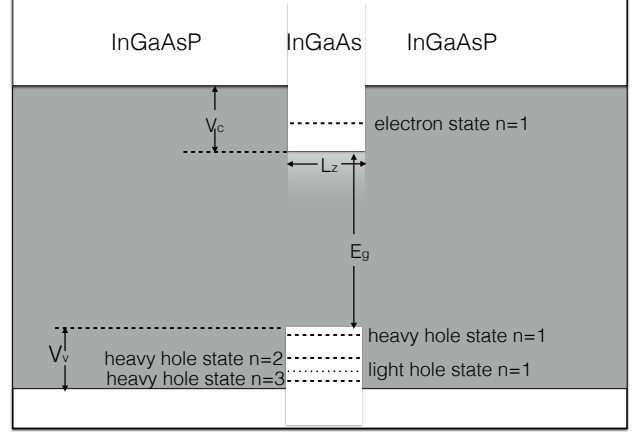 InGaAsP InGaAs InGaAsP
Vc
electron state n=1
Lz
Eg
heavy hole state n=1
Vv
heavy hole state n=2
light hole state n=1
heavy hole state n=3